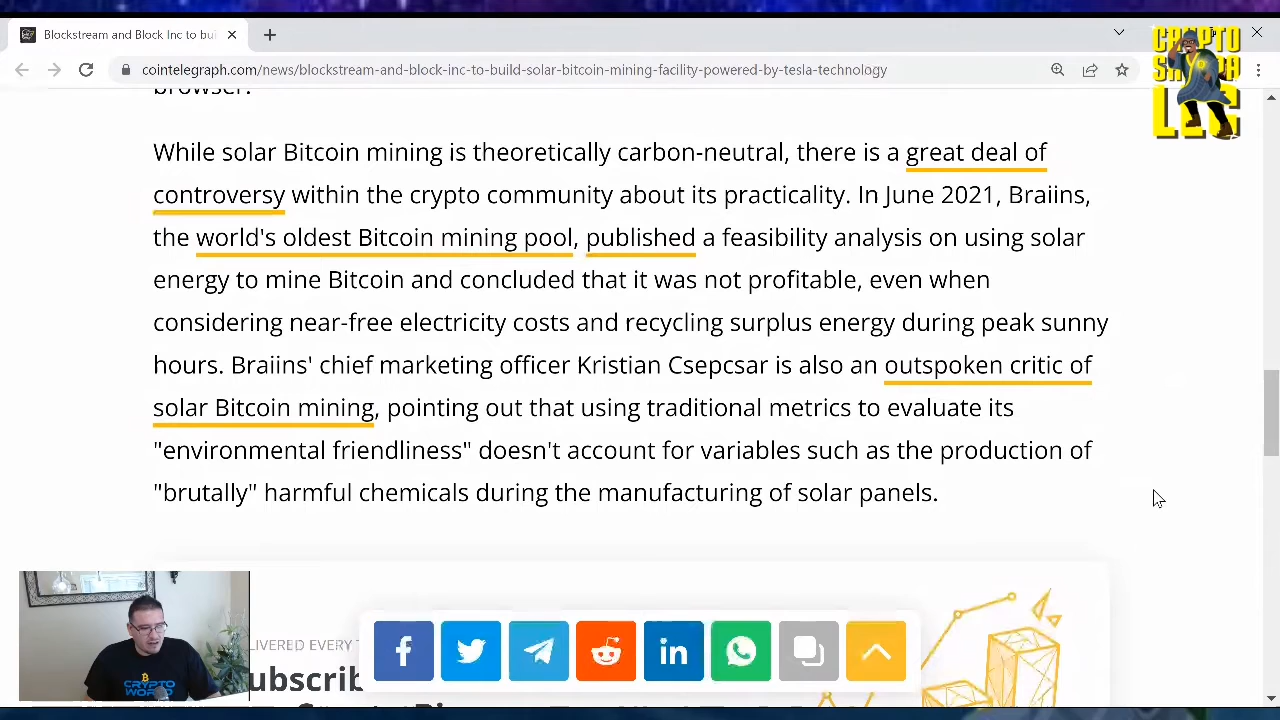 Blockstream and Block Inc to bui
cointelegraph.com/news/blockstream-and-block-inc-to-build-solar-bitcoin-mining-facility-powered-by-tesla-technology
CRYPTO
LEO
browser.
While solar Bitcoin mining is theoretically carbon-neutral, there is a great deal of
controversy within the crypto community about its practicality. In June 2021, Braiins,
the world's oldest Bitcoin mining pool, published a feasibility analysis on using solar
energy to mine Bitcoin and concluded that it was not profitable, even when
considering near-free electricity costs and recycling surplus energy during peak sunny
hours. Braiins' chief marketing officer Kristian Csepcsar is also an outspoken critic of
solar Bitcoin mining, pointing out that using traditional metrics to evaluate its
"environmental friendliness" doesn't account for variables such as the production of
"brutally" harmful chemicals during the manufacturing of solar panels.
LIVERED EVERY
ubscrib
CRYPTO
WORLD